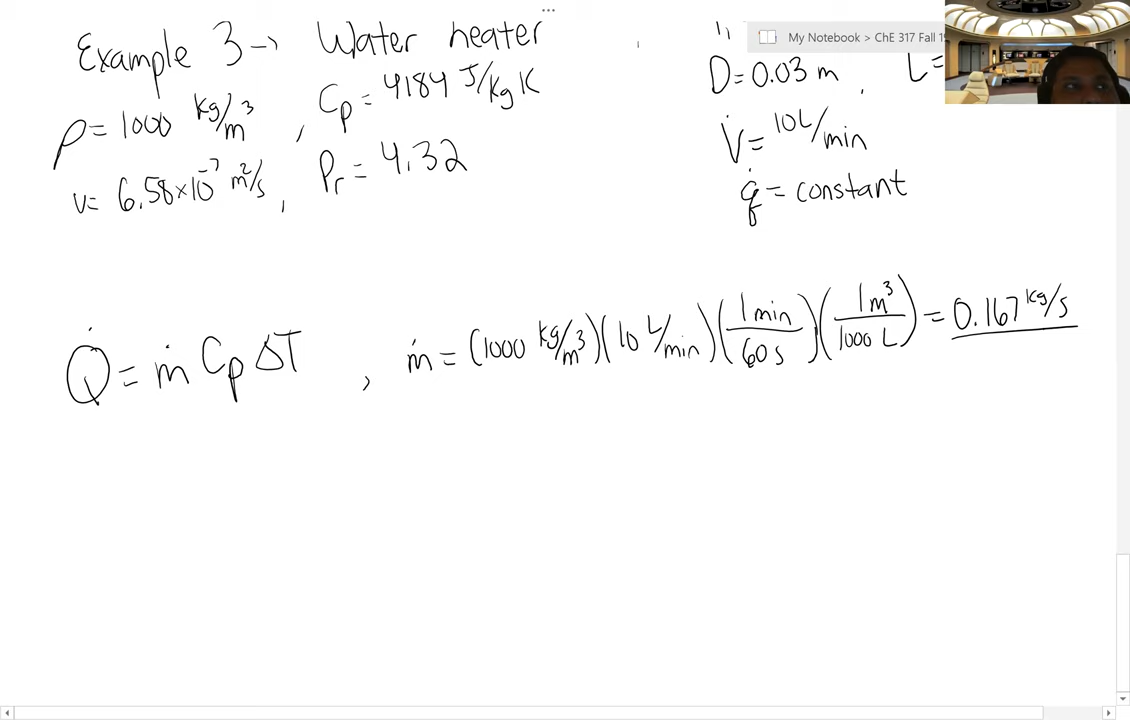 Example 3 → Water heater
My Notebook > ChE 317 Fall 1
ρ = 1000 kg/m³ , Cp = 4184 J/kg K
D = 0.03 m , L =
ν = 6.58×10⁻⁷ m²/s , Pr = 4.32
V̇ = 10 L/min
q̇ = constant
Q̇ = ṁ Cp ΔT , ṁ = (1000 kg/m³)(10 L/min)(1 min/60 s)(1 m³/1000 L) = 0.167 kg/s